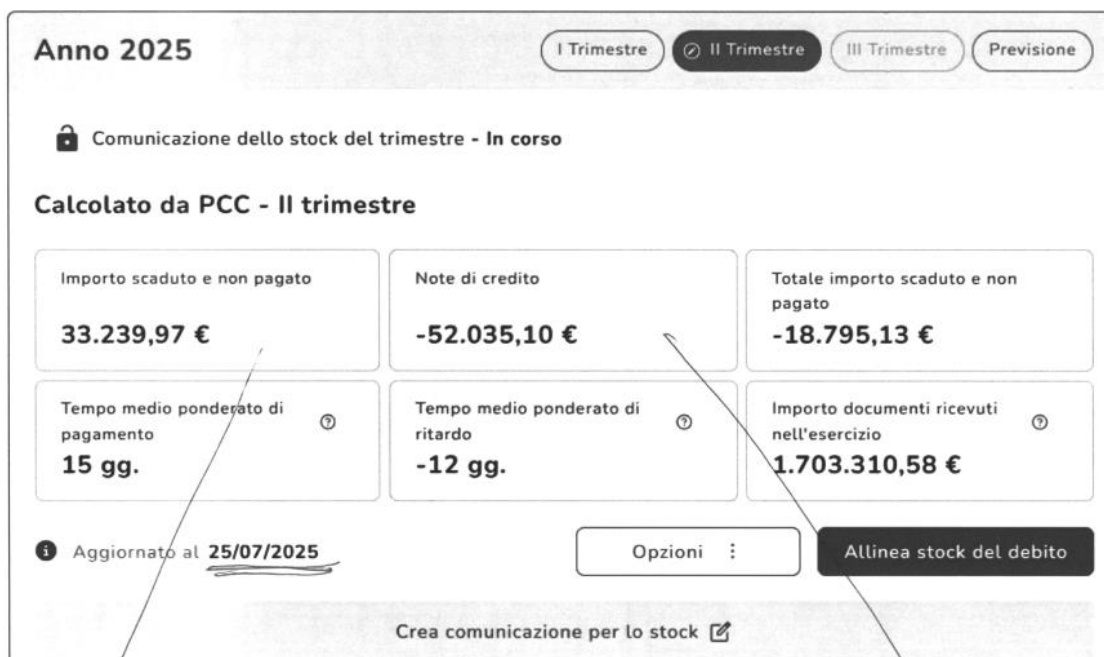 Anno 2025
I Trimestre
II Trimestre
III Trimestre
Previsione
Comunicazione dello stock del trimestre - In corso
Calcolato da PCC - II trimestre
Importo scaduto e non pagato
33.239,97 €
Note di credito
-52.035,10 €
Totale importo scaduto e non
pagato
-18.795,13 €
Tempo medio ponderato di
pagamento
15 gg.
Tempo medio ponderato di
ritardo
-12 gg.
Importo documenti ricevuti
nell'esercizio
1.703.310,58 €
Aggiornato al 25/07/2025
Opzioni
Allinea stock del debito
Crea comunicazione per lo stock